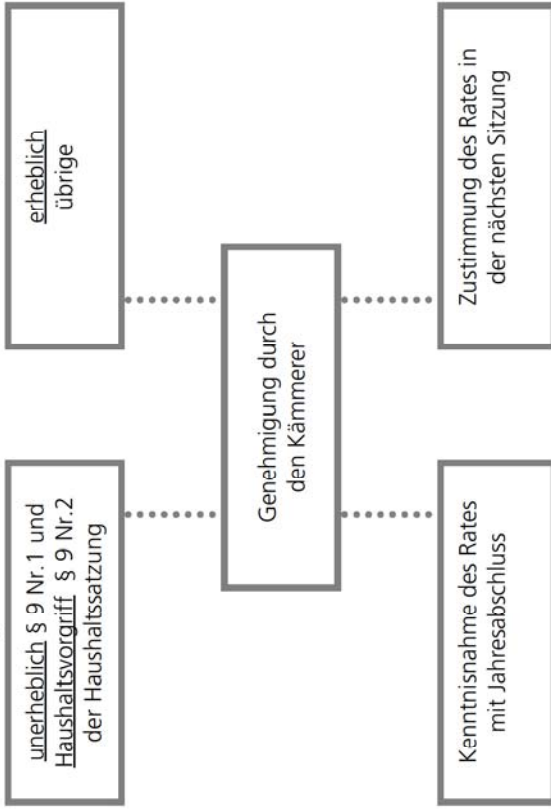 unerheblich § 9 Nr.1 und
Haushaltsvorgriff § 9 Nr.2
der Haushaltssatzung
erheblich
übrige
Genehmigung durch
den Kämmerer
Kenntnisnahme des Rates
mit Jahresabschluss
Zustimmung des Rates in
der nächsten Sitzung